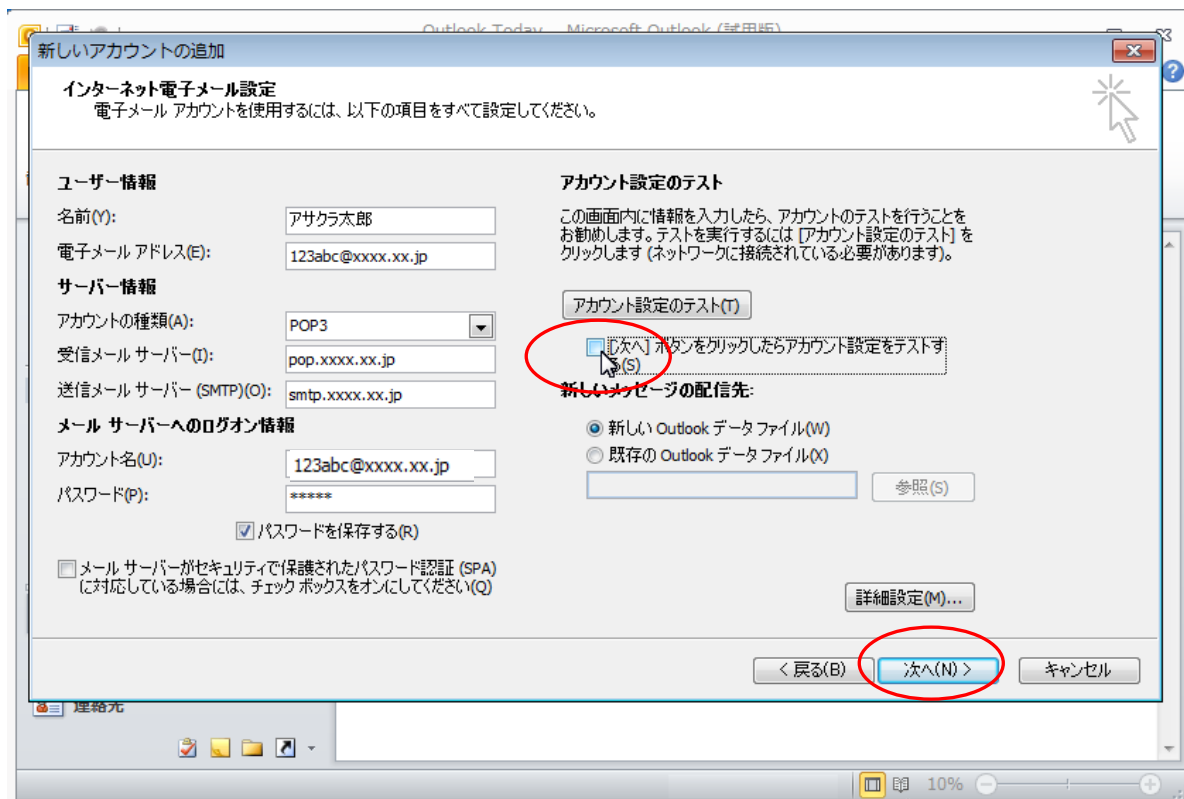 Outlook Today - Microsoft Outlook (試用版)
新しいアカウントの追加
インターネット電子メール設定
電子メール アカウントを使用するには、以下の項目をすべて設定してください。
ユーザー情報
名前(Y):
アサクラ太郎
電子メール アドレス(E):
123abc@xxxx.xx.jp
サーバー情報
アカウントの種類(A):
POP3
受信メール サーバー(I):
pop.xxxx.xx.jp
送信メール サーバー (SMTP)(O):
smtp.xxxx.xx.jp
メール サーバーへのログオン情報
アカウント名(U):
123abc@xxxx.xx.jp
パスワード(P):
*****
パスワードを保存する(R)
メール サーバーがセキュリティで保護されたパスワード認証 (SPA)
に対応している場合には、チェック ボックスをオンにしてください(Q)
アカウント設定のテスト
この画面内に情報を入力したら、アカウントのテストを行うことを
お勧めします。テストを実行するには [アカウント設定のテスト] を
クリックします (ネットワークに接続されている必要があります)。
アカウント設定のテスト(T)
[次へ] ボタンをクリックしたらアカウント設定をテストす
る(S)
新しいメッセージの配信先:
新しい Outlook データ ファイル(W)
既存の Outlook データ ファイル(X)
参照(S)
詳細設定(M)...
< 戻る(B)
次へ(N) >
キャンセル
連絡先
10%